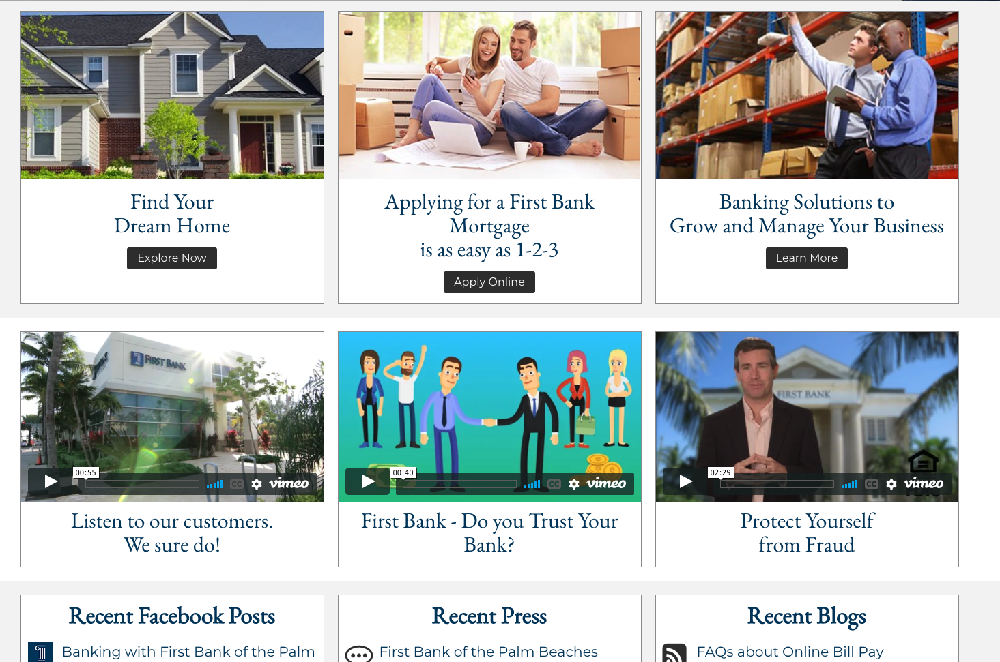 Find Your
Dream Home
Explore Now
Applying for a First Bank
Mortgage
is as easy as 1-2-3
Apply Online
Banking Solutions to
Grow and Manage Your Business
Learn More
FIRST BANK
00:55
CC
vimeo
Listen to our customers.
We sure do!
00:40
CC
vimeo
First Bank - Do you Trust Your
Bank?
FIRST BANK
02:29
CC
vimeo
Protect Yourself
from Fraud
Recent Facebook Posts
Banking with First Bank of the Palm
Recent Press
First Bank of the Palm Beaches
Recent Blogs
FAQs about Online Bill Pay